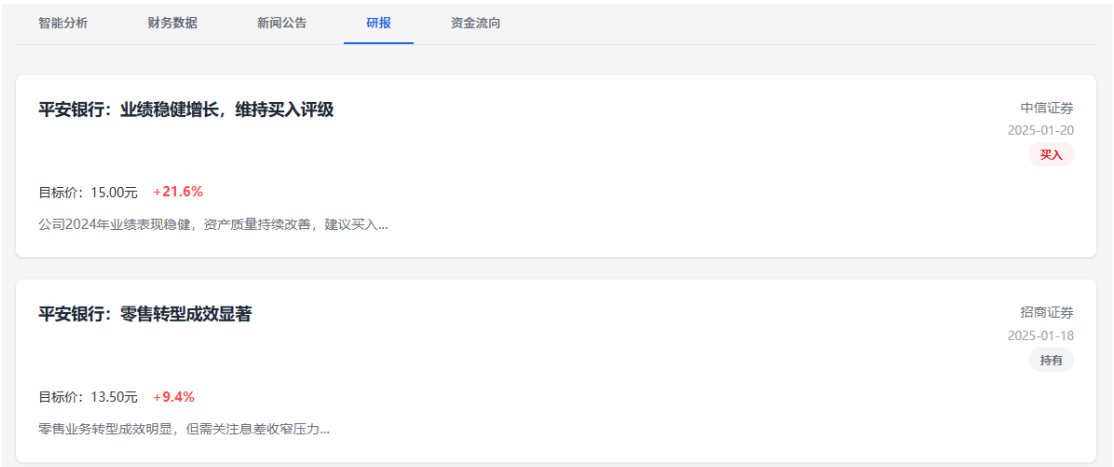 智能分析 财务数据 新闻公告 研报 资金流向
平安银行：业绩稳健增长，维持买入评级
中信证券
2025-01-20
买入
目标价：15.00元 +21.6%
公司2024年业绩表现稳健，资产质量持续改善，建议买入...
平安银行：零售转型成效显著
招商证券
2025-01-18
持有
目标价：13.50元 +9.4%
零售业务转型成效明显，但需关注息差收窄压力...